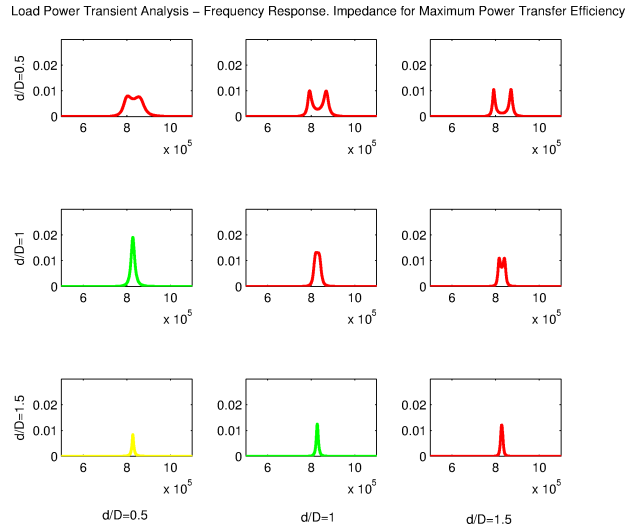 Load Power Transient Analysis – Frequency Response. Impedance for Maximum Power Transfer Efficiency
d/D=0.5
0.02
0.01
0
6 8 10
x 10^5
0.02
0.01
0
6 8 10
x 10^5
0.02
0.01
0
6 8 10
x 10^5
d/D=1
0.02
0.01
0
6 8 10
x 10^5
0.02
0.01
0
6 8 10
x 10^5
0.02
0.01
0
6 8 10
x 10^5
d/D=1.5
0.02
0.01
0
6 8 10
x 10^5
0.02
0.01
0
6 8 10
x 10^5
0.02
0.01
0
6 8 10
x 10^5
d/D=0.5
d/D=1
d/D=1.5